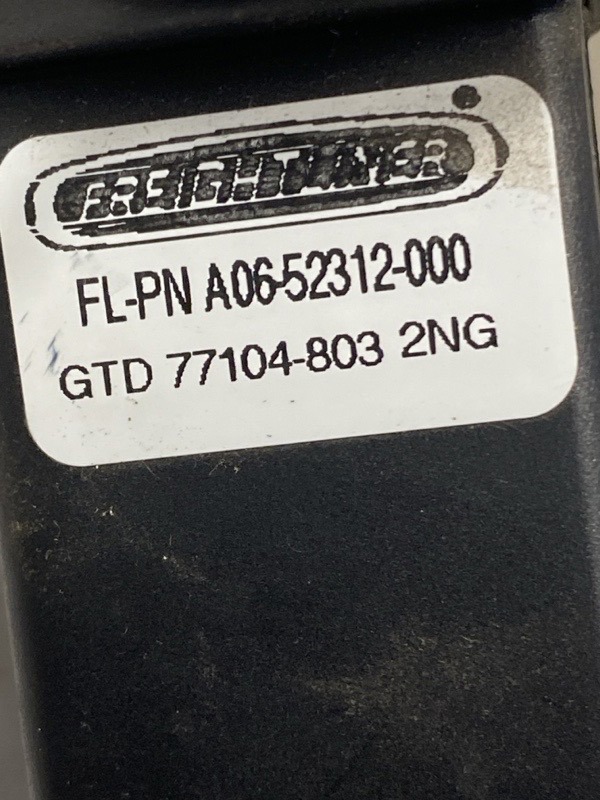 FREIGHTLINER
FL-PN A06-52312-000
GTD 77104-803 2NG